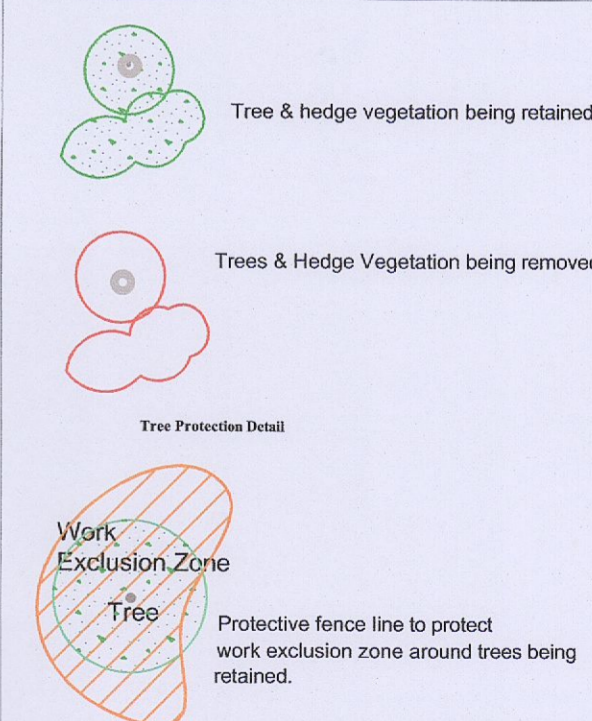 Tree & hedge vegetation being retained
Trees & Hedge Vegetation being removed
Tree Protection Detail
Work
Exclusion Zone
Tree
Protective fence line to protect
work exclusion zone around trees being
retained.